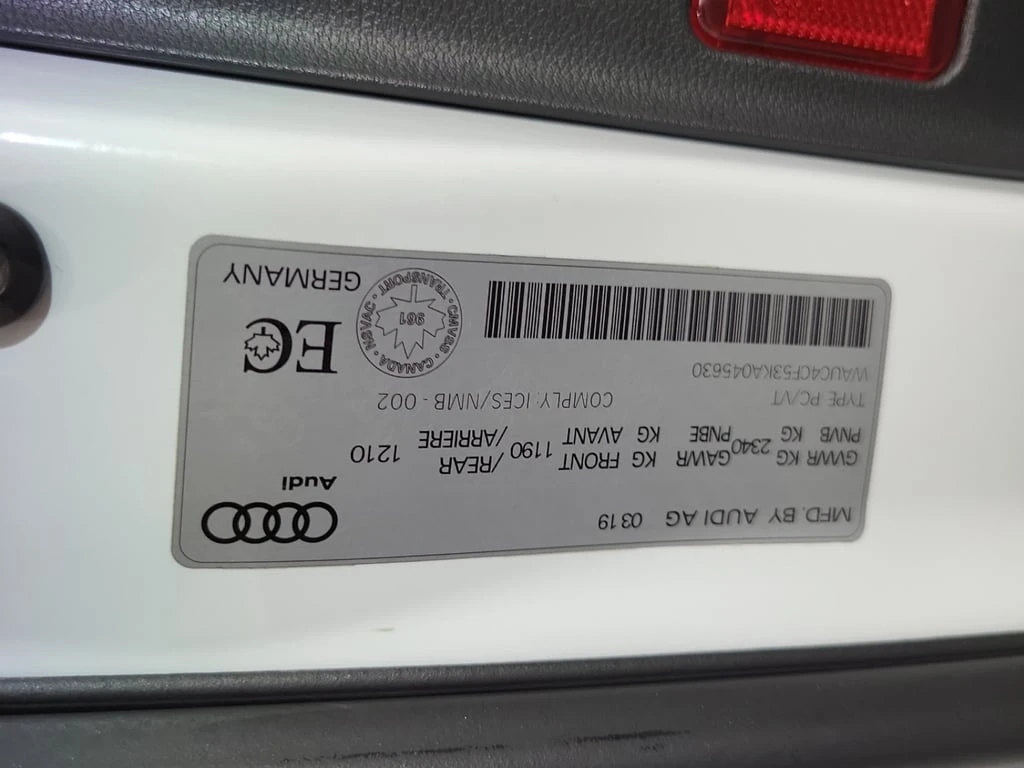 MFD. BY AUDI AG 03 19
Audi
GVWR KG 2340 GAWR KG FRONT 1190 /REAR 1210
PNVB KG PNBE KG AVANT /ARRIERE
TYPE: PC/VT COMPLY: ICES/NMB - 002
WAUC4CF53KA045630
EC
CMVSS · CANADA · NSVAC · TRANSPORT ·
961
GERMANY